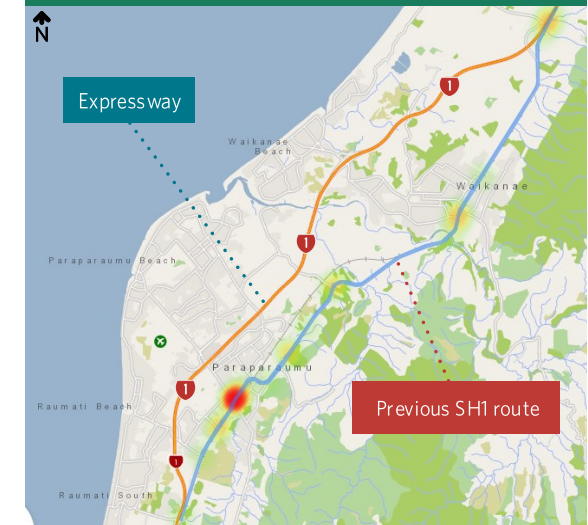 N
Expressway
1
Waikanae
Beach
Waikanae
1
Paraparaumu Beach
Paraparaumu
1
Previous SH1 route
Raumati Beach
1
Raumati South